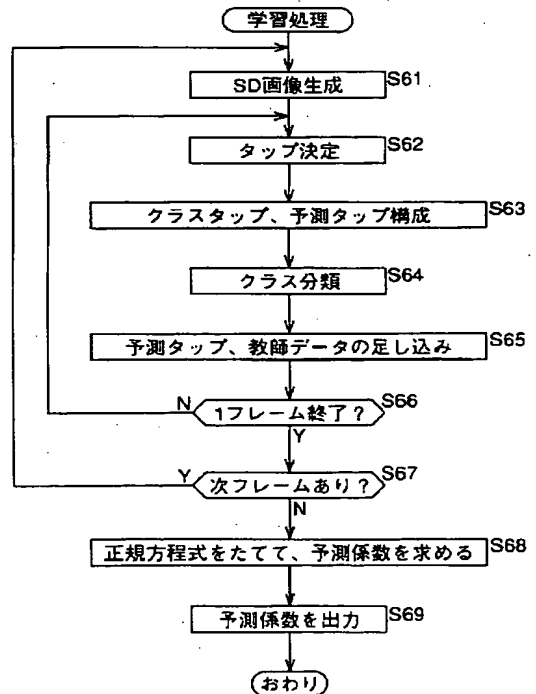 学習処理
SD画像生成 S61
タップ決定 S62
クラスタップ、予測タップ構成 S63
クラス分類 S64
予測タップ、教師データの足し込み S65
N 1フレーム終了? S66
Y
Y 次フレームあり? S67
N
正規方程式をたてて、予測係数を求める S68
予測係数を出力 S69
おわり